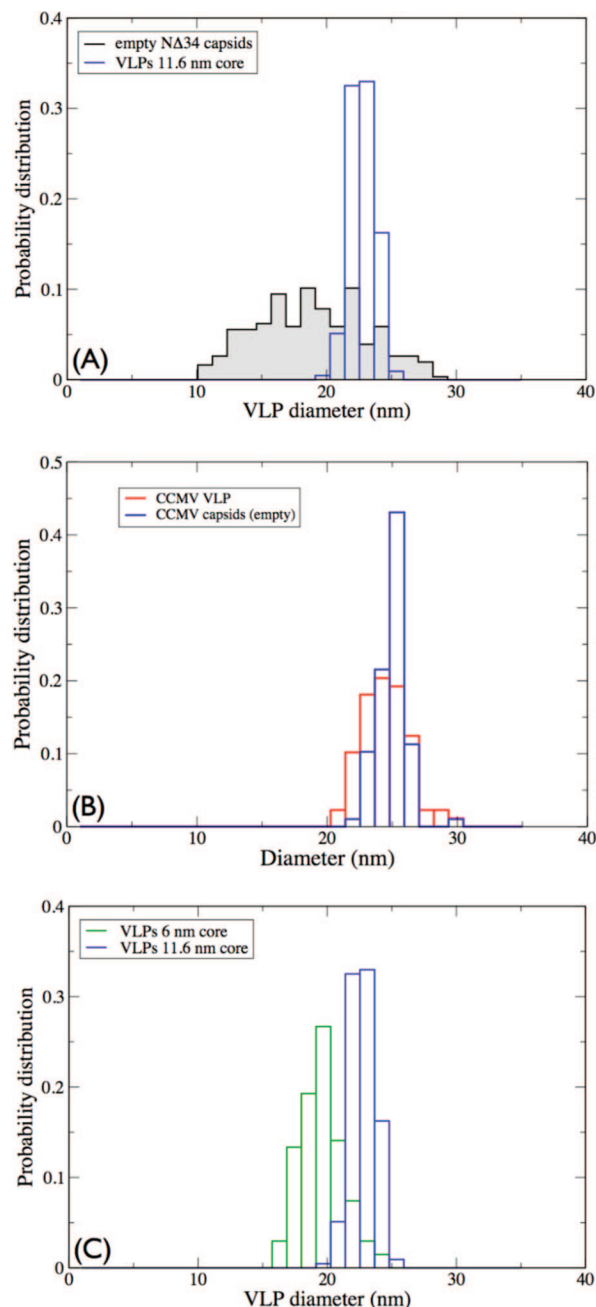 0.4
empty NΔ34 capsids
VLPs 11.6 nm core
0.3
0.2
0.1
0
Probability distribution
(A)
0 10 20 30 40
VLP diameter (nm)
0.5
CCMV VLP
CCMV capsids (empty)
0.4
0.3
0.2
0.1
0
Probability distribution
(B)
0 10 20 30 40
Diameter (nm)
0.4
VLPs 6 nm core
VLPs 11.6 nm core
0.3
0.2
0.1
0
Probability distribution
(C)
0 10 20 30 40
VLP diameter (nm)